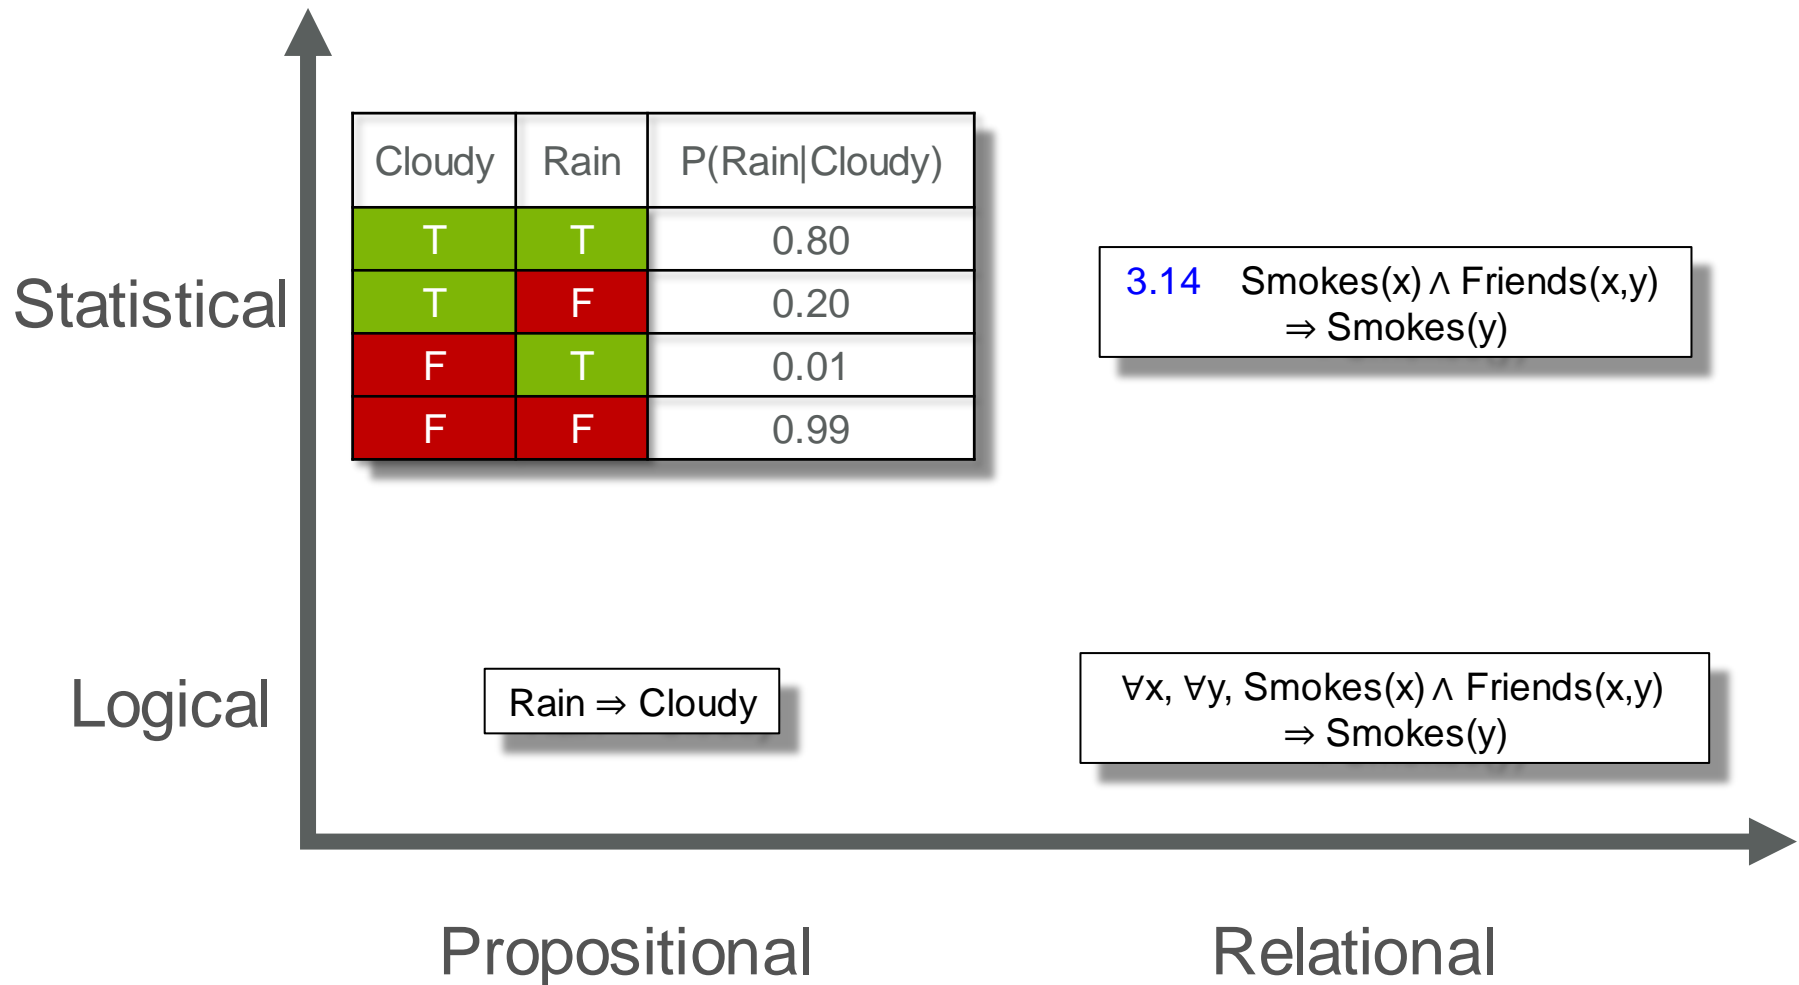 Cloudy Rain P(Rain|Cloudy)
T T 0.80
T F 0.20
F T 0.01
F F 0.99
Statistical
3.14 Smokes(x) ∧ Friends(x,y)
⇒ Smokes(y)
Logical
Rain ⇒ Cloudy
∀x, ∀y, Smokes(x) ∧ Friends(x,y)
⇒ Smokes(y)
Propositional
Relational